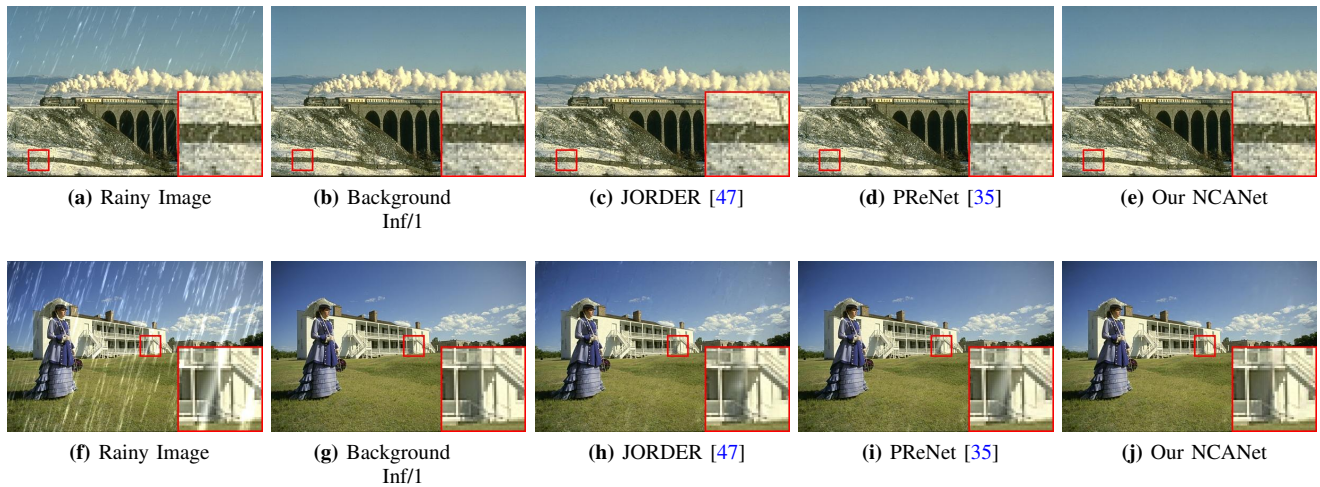 (a) Rainy Image
(b) Background
Inf/1
(c) JORDER [47]
(d) PReNet [35]
(e) Our NCANet
(f) Rainy Image
(g) Background
Inf/1
(h) JORDER [47]
(i) PReNet [35]
(j) Our NCANet